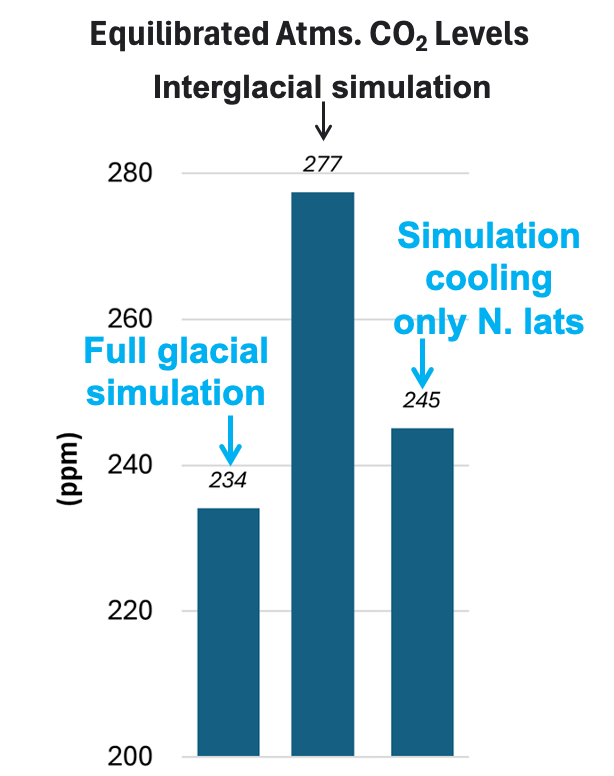 Equilibrated Atms. CO₂ Levels
Interglacial simulation
277
280
Simulation
cooling
only N. lats
260
Full glacial
simulation
245
240
234
(ppm)
220
200